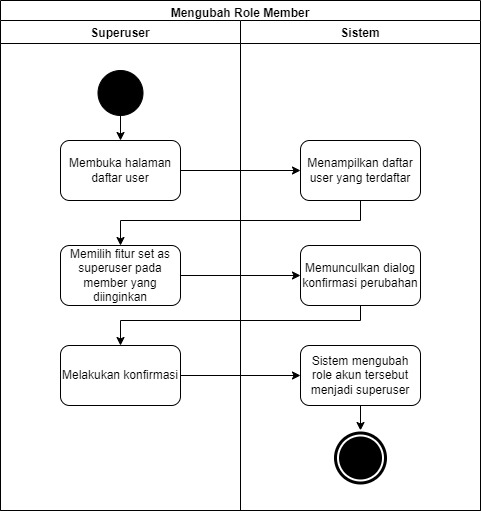 Mengubah Role Member
Superuser
Sistem
Membuka halaman
daftar user
Menampilkan daftar
user yang terdaftar
Memilih fitur set as
superuser pada
member yang
diinginkan
Memunculkan dialog
konfirmasi perubahan
Melakukan konfirmasi
Sistem mengubah
role akun tersebut
menjadi superuser